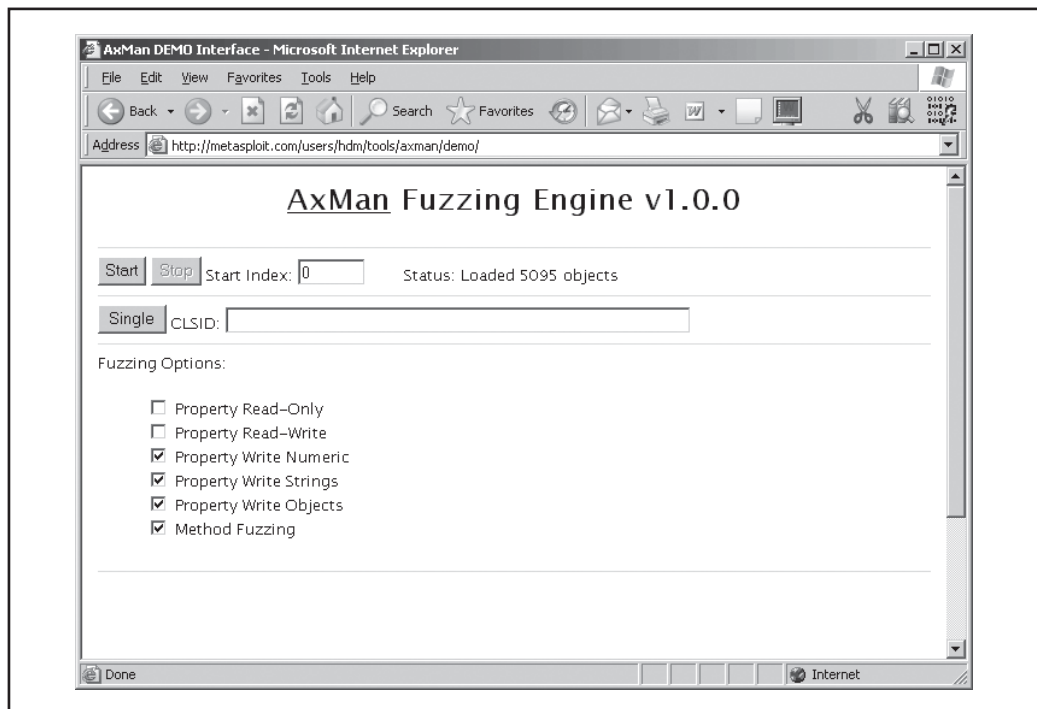 AxMan DEMO Interface - Microsoft Internet Explorer
File Edit View Favorites Tools Help
Back Search Favorites
Address http://metasploit.com/users/hdm/tools/axman/demo/
AxMan Fuzzing Engine v1.0.0
Start Stop Start Index: 0 Status: Loaded 5095 objects
Single CLSID:
Fuzzing Options:
Property Read-Only
Property Read-Write
Property Write Numeric
Property Write Strings
Property Write Objects
Method Fuzzing
Done Internet